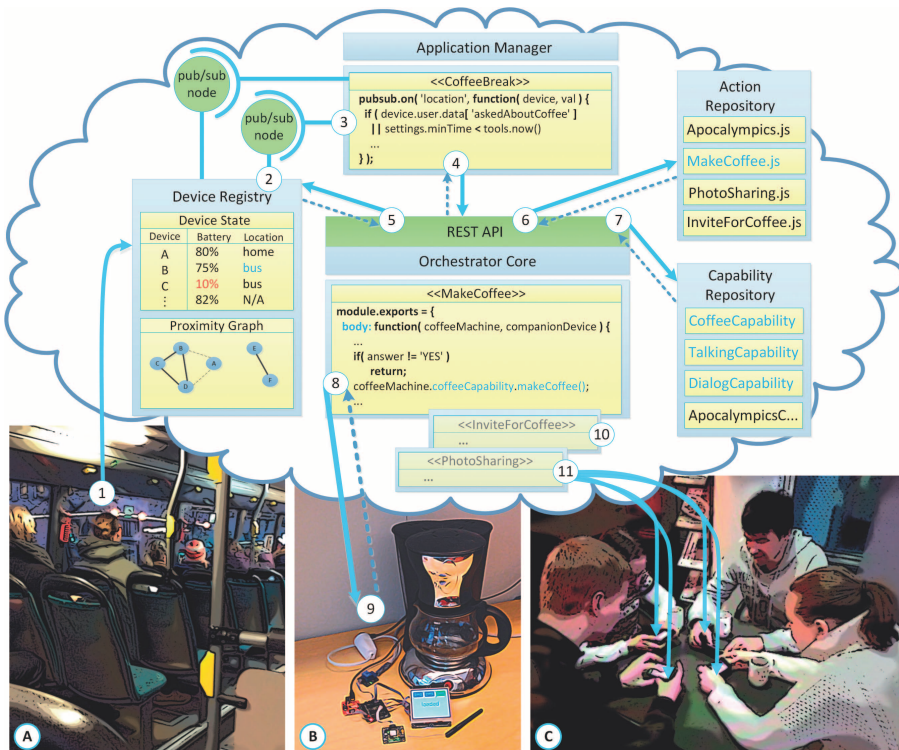 Application Manager
<<CoffeeBreak>>
pubsub.on( 'location', function( device, val ) {
if ( device.user.data[ 'askedAboutCoffee' ]
|| settings.minTime < tools.now()
...
} );
pub/sub
node
pub/sub
node
3
2
4
Action
Repository
Apocalympics.js
MakeCoffee.js
PhotoSharing.js
InviteForCoffee.js
Device Registry
Device State
Device Battery Location
A 80% home
B 75% bus
C 10% bus
⋮ 82% N/A
Proximity Graph
B
C
A
D
E
F
5
6
7
REST API
Orchestrator Core
<<MakeCoffee>>
module.exports = {
body: function( coffeeMachine, companionDevice ) {
...
if( answer != 'YES' )
return;
coffeeMachine.coffeeCapability.makeCoffee();
...
8
<<InviteForCoffee>>
...
10
<<PhotoSharing>>
...
11
Capability
Repository
CoffeeCapability
TalkingCapability
DialogCapability
ApocalympicsC...
1
9
loaded
A
B
C